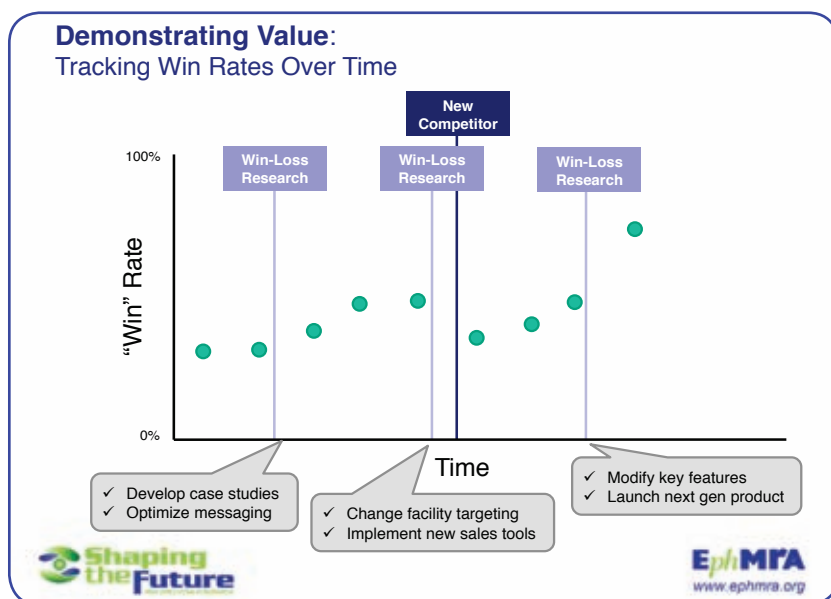 Demonstrating Value:
Tracking Win Rates Over Time
New
Competitor
100%
Win-Loss
Research
Win-Loss
Research
Win-Loss
Research
“Win” Rate
0%
Time
✓ Develop case studies
✓ Optimize messaging
✓ Change facility targeting
✓ Implement new sales tools
✓ Modify key features
✓ Launch next gen product
Shaping
the Future
EphMRA
www.ephmra.org